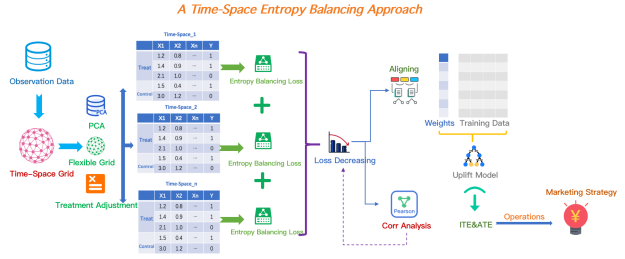 A Time-Space Entropy Balancing Approach
Observation Data
Time-Space Grid
PCA
PCA
Flexible Grid
Treatment Adjustment
Time-Space_1
X1 X2 Xn Y
1.2 0.8 ... 1
Treat 1.4 0.9 ... 1
2.1 1.0 ... 0
1.5 0.4 ... 1
Control 3.0 1.2 ... 0
Time-Space_2
X1 X2 Xn Y
1.2 0.8 ... 1
Treat 1.4 0.9 ... 1
2.1 1.0 ... 0
1.5 0.4 ... 1
Control 3.0 1.2 ... 0
Time-Space_n
X1 X2 Xn Y
1.2 0.8 ... 1
Treat 1.4 0.9 ... 1
2.1 1.0 ... 0
1.5 0.4 ... 1
Control 3.0 1.2 ... 0
Entropy Balancing Loss
+
Entropy Balancing Loss
+
Entropy Balancing Loss
Loss Decreasing
Aligning
Pearson
Corr Analysis
Weights Training Data
Uplift Model
ITE&ATE
Operations
Marketing Strategy
¥